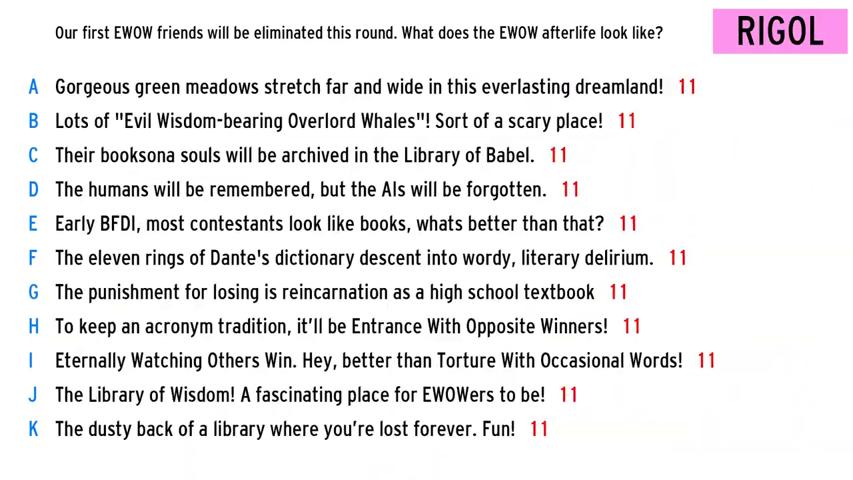 Our first EWOW friends will be eliminated this round. What does the EWOW afterlife look like?
RIGOL
A Gorgeous green meadows stretch far and wide in this everlasting dreamland! 11
B Lots of "Evil Wisdom-bearing Overlord Whales"! Sort of a scary place! 11
C Their booksona souls will be archived in the Library of Babel. 11
D The humans will be remembered, but the AIs will be forgotten. 11
E Early BFDI, most contestants look like books, whats better than that? 11
F The eleven rings of Dante's dictionary descent into wordy, literary delirium. 11
G The punishment for losing is reincarnation as a high school textbook 11
H To keep an acronym tradition, it'll be Entrance With Opposite Winners! 11
I Eternally Watching Others Win. Hey, better than Torture With Occasional Words! 11
J The Library of Wisdom! A fascinating place for EWOWers to be! 11
K The dusty back of a library where you're lost forever. Fun! 11